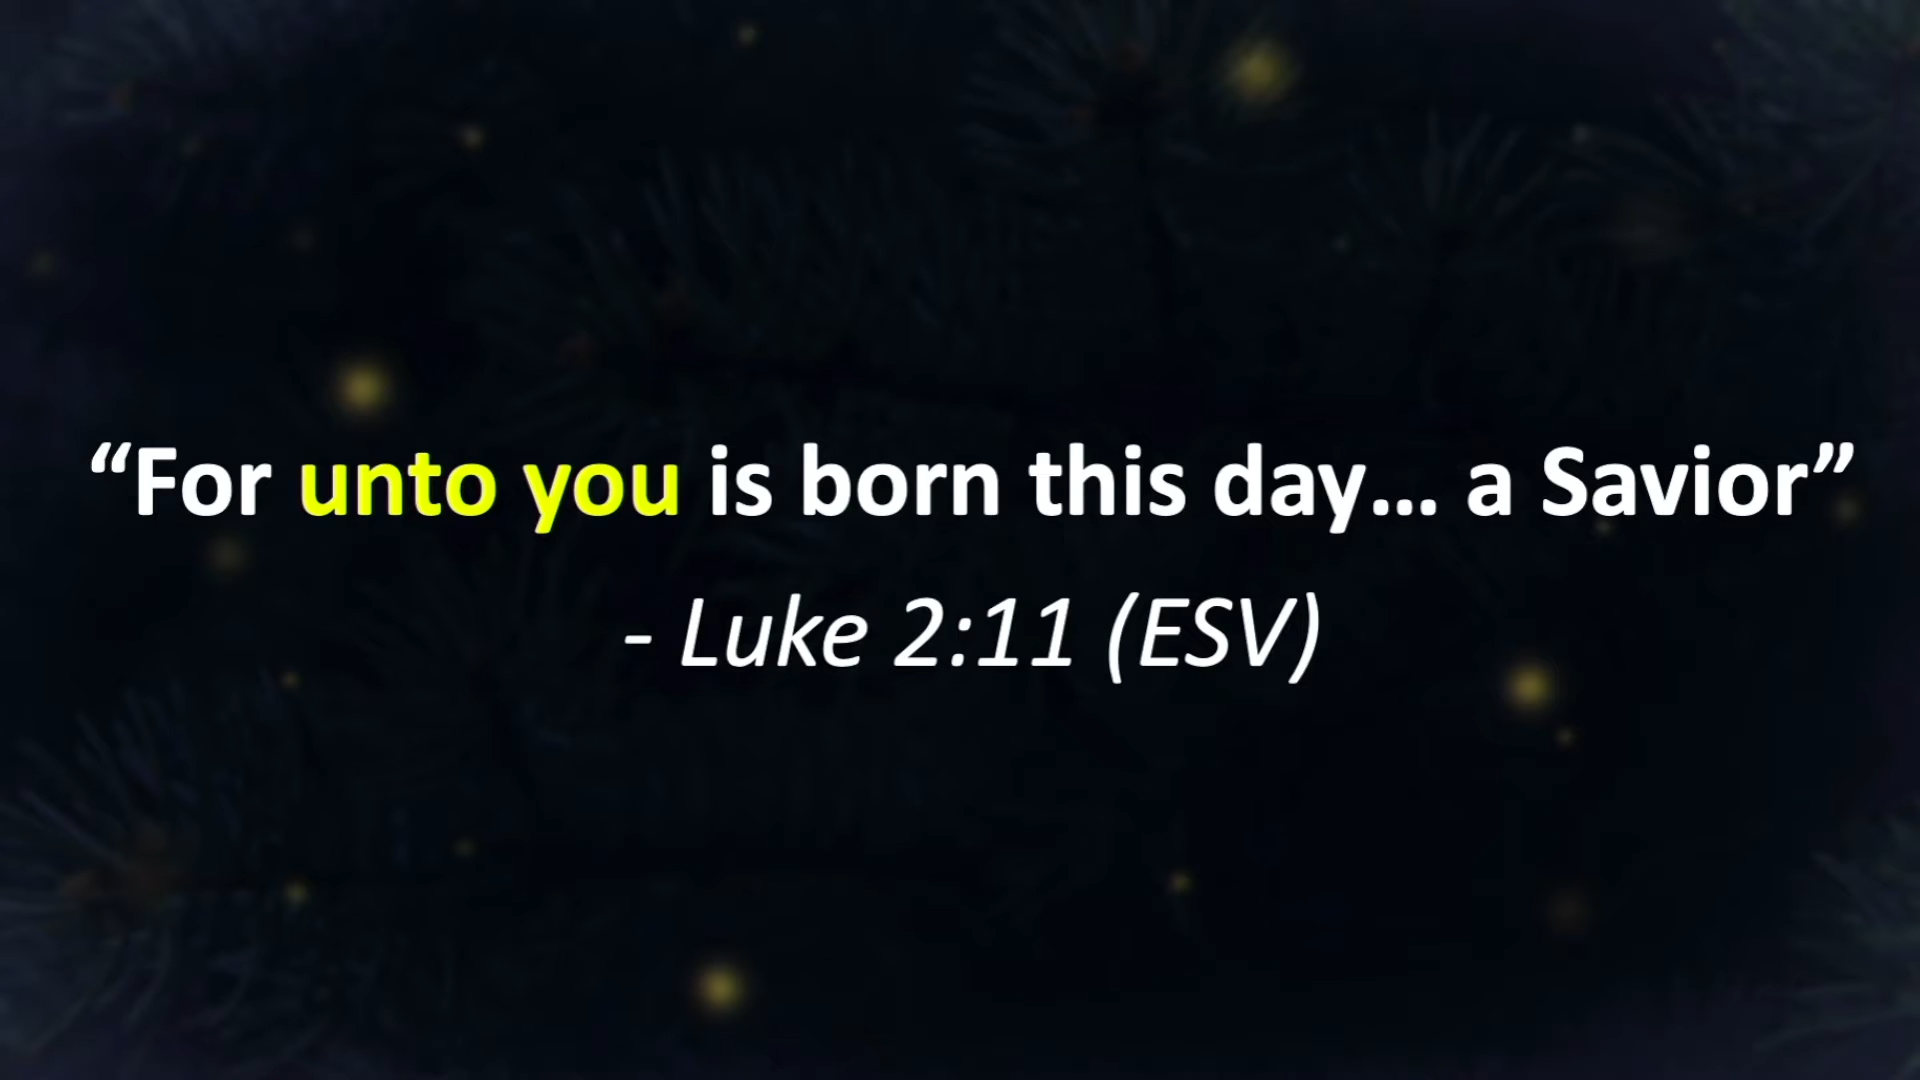 “For unto you is born this day… a Savior”
- Luke 2:11 (ESV)